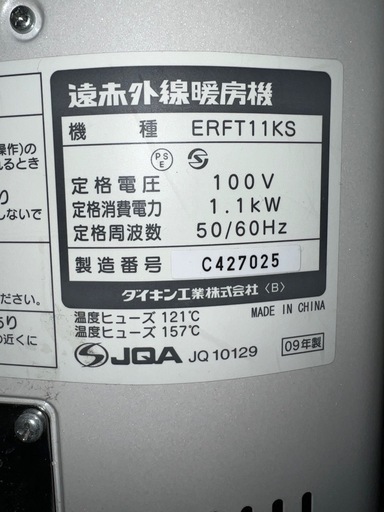 遠赤外線暖房機
機 種 ERFT11KS
PS E S
定格電圧 100V
定格消費電力 1.1kW
定格周波数 50/60Hz
製造番号 C427025
ダイキン工業株式会社〈B〉
温度ヒューズ 121℃
温度ヒューズ 157℃
MADE IN CHINA
S JQA JQ 10129
09年製
操作)の
れるとき
り
しないで
ださい。
あり
の近くに